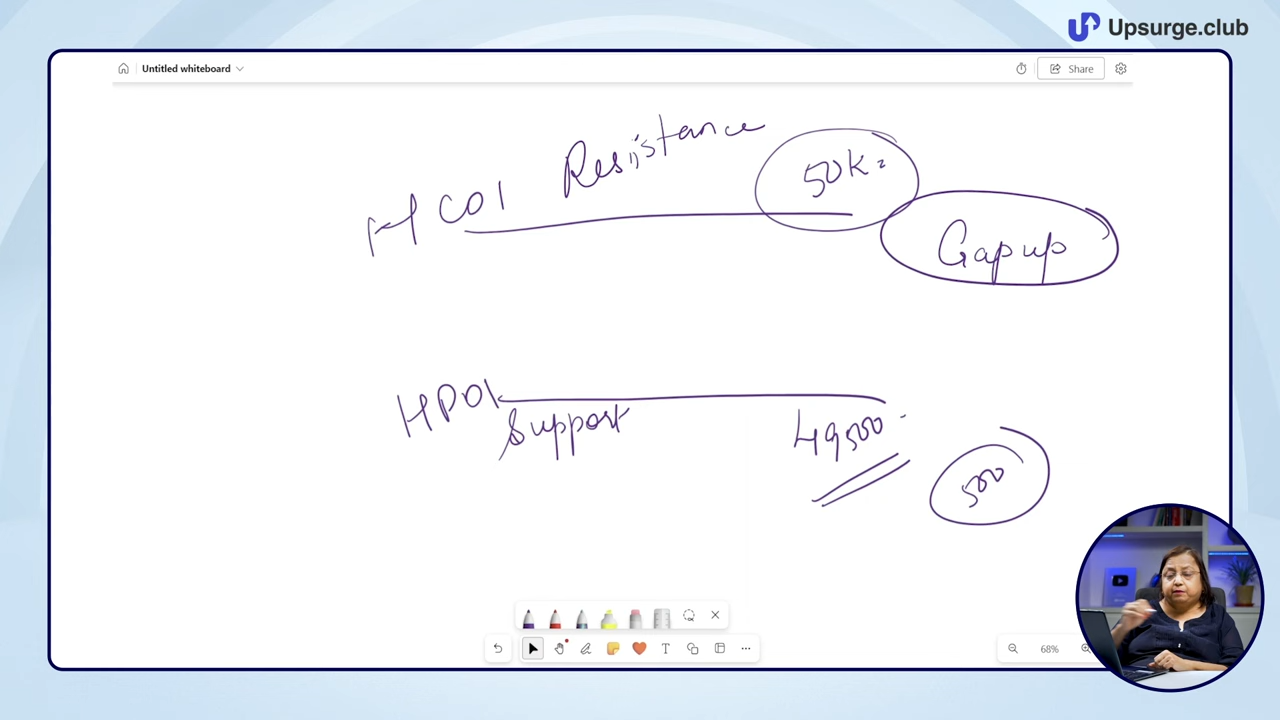 Upsurge.club
Untitled whiteboard
Share
HCOI Resistance 50K
Gap up
HPOI
Support 49500
500
68%